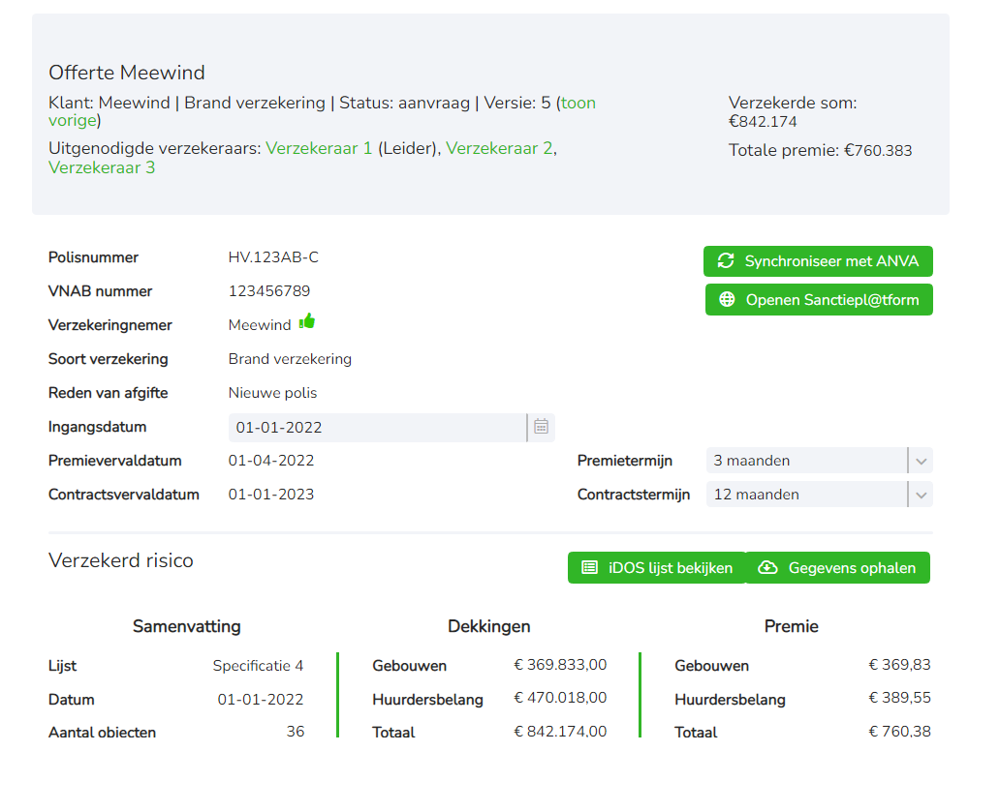 Offerte Meewind
Klant: Meewind | Brand verzekering | Status: aanvraag | Versie: 5 (toon
vorige)
Uitgenodigde verzekeraars: Verzekeraar 1 (Leider), Verzekeraar 2,
Verzekeraar 3
Verzekerde som:
€842.174
Totale premie: €760.383
Polisnummer HV.123AB-C
VNAB nummer 123456789
Verzekeringnemer Meewind
Soort verzekering Brand verzekering
Reden van afgifte Nieuwe polis
Ingangsdatum 01-01-2022
Premievervaldatum 01-04-2022
Contractsvervaldatum 01-01-2023
Synchroniseer met ANVA
Openen Sanctiepl@tform
Premietermijn 3 maanden
Contractstermijn 12 maanden
Verzekerd risico
iDOS lijst bekijken
Gegevens ophalen
Samenvatting
Lijst Specificatie 4
Datum 01-01-2022
Aantal obiecten 36
Dekkingen
Gebouwen € 369.833,00
Huurdersbelang € 470.018,00
Totaal € 842.174,00
Premie
Gebouwen € 369,83
Huurdersbelang € 389,55
Totaal € 760,38